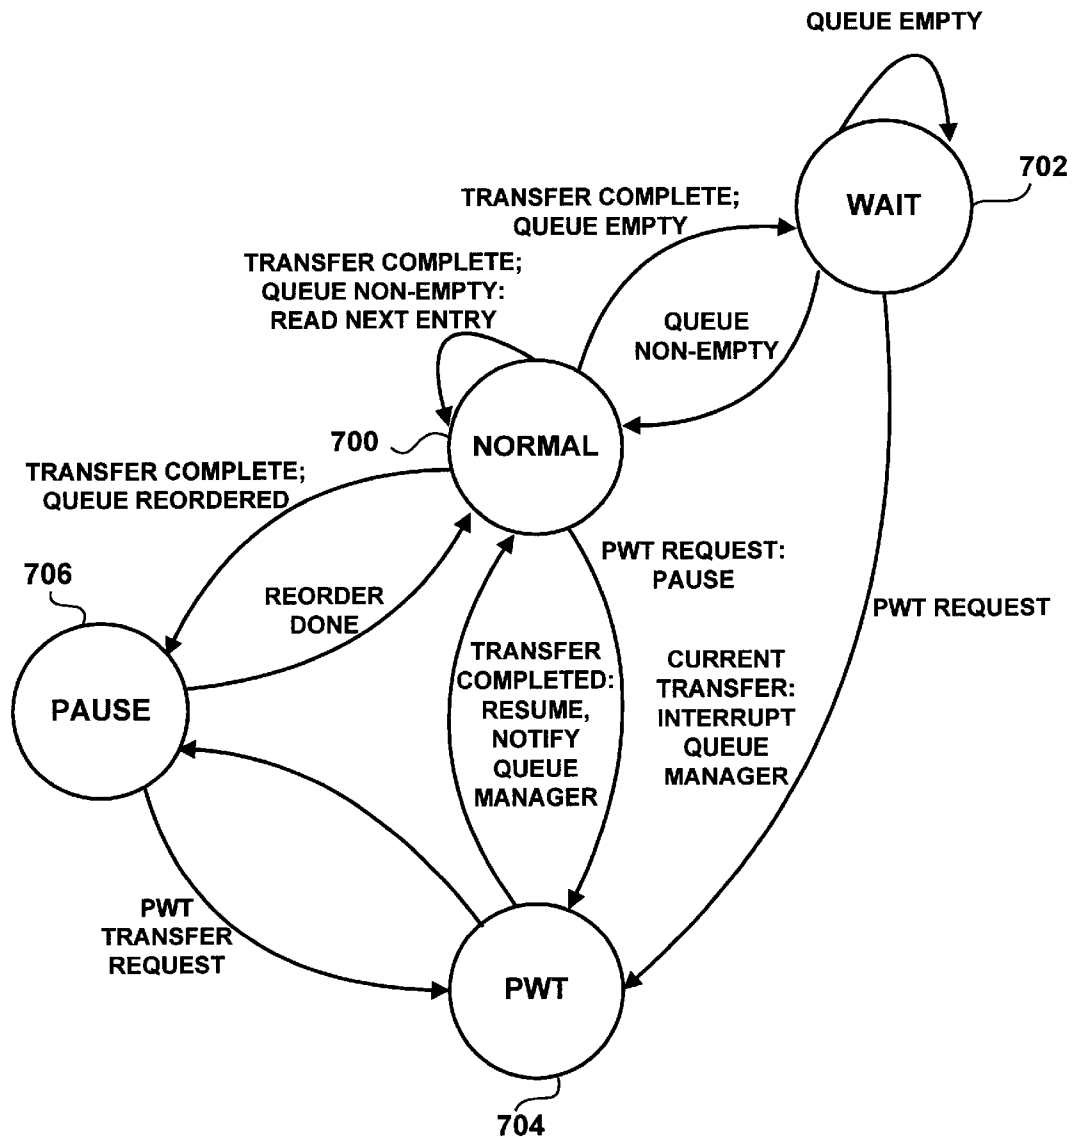 QUEUE EMPTY
702
WAIT
TRANSFER COMPLETE;
QUEUE EMPTY
TRANSFER COMPLETE;
QUEUE NON-EMPTY:
READ NEXT ENTRY
QUEUE
NON-EMPTY
700
NORMAL
TRANSFER COMPLETE;
QUEUE REORDERED
PWT REQUEST:
PAUSE
706
REORDER
DONE
PWT REQUEST
TRANSFER
COMPLETED:
RESUME,
NOTIFY
QUEUE
MANAGER
CURRENT
TRANSFER:
INTERRUPT
QUEUE
MANAGER
PAUSE
PWT
TRANSFER
REQUEST
PWT
704